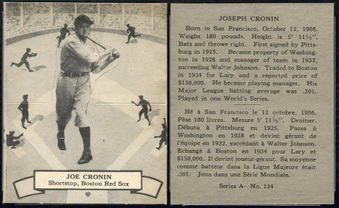 JOE CRONIN
Shortstop, Boston Red Sox
JOSEPH CRONIN
Born in San Francisco, October 12, 1906.
Weighs 180 pounds. Height is 5' 11½".
Bats and throws right. First signed by Pitts-
burg in 1925. Became property of Washington
in 1928 and manager of team in 1933,
succeeding Walter Johnson. Traded to Boston
in 1934 for Lary and a reported price of
$150,000. He became playing manager. His
Major League batting average was .301.
Played in one World's Series.
Né à San Francisco le 12 octobre, 1906.
Pèse 180 livres. Mesure 5' 11½". Droitier.
Débuta à Pittsburg en 1925. Passa à
Washington en 1928 et devint gérant de
l'équipe en 1932, succédant à Walter Johnson.
Echangé à Boston en 1934 pour Lary et
$150,000. Il devint gérant-joueur. Sa moyenne
comme batteur dans la Ligue Majeure était
.301. Joua dans une Série Mondiale.
Series A—No. 124